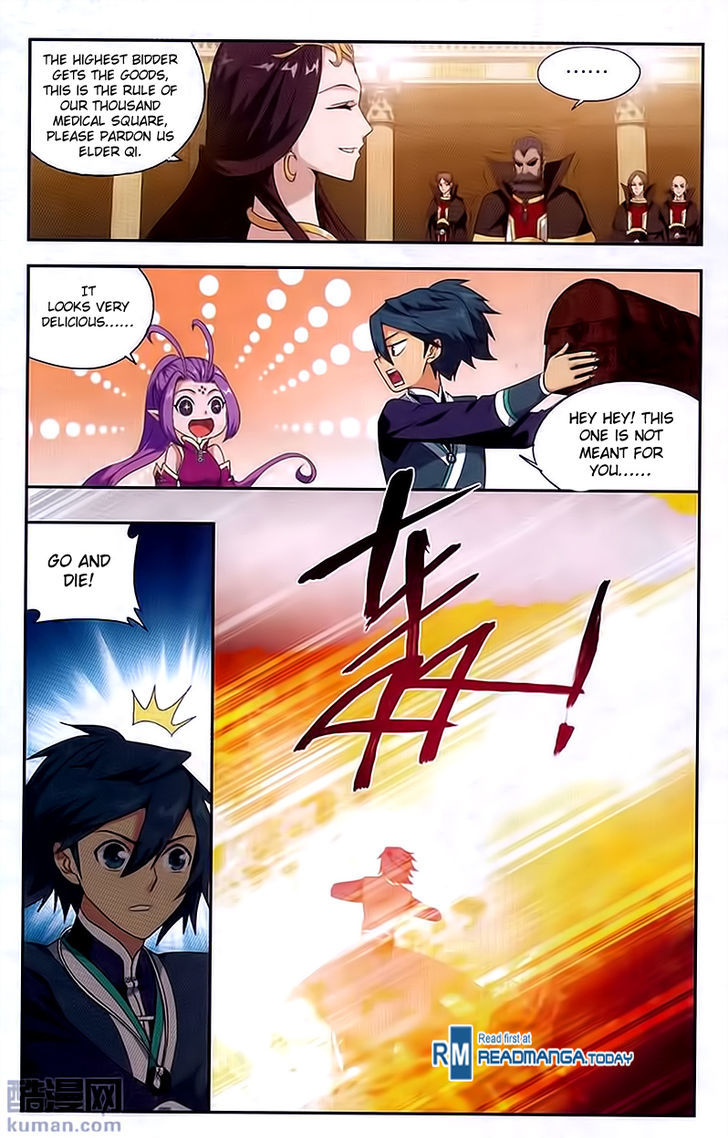 THE HIGHEST BIDDER
GETS THE GOODS,
THIS IS THE RULE OF
OUR THOUSAND
MEDICAL SQUARE,
PLEASE PARDON US
ELDER QI.
......
IT
LOOKS VERY
DELICIOUS......
HEY HEY! THIS
ONE IS NOT
MEANT FOR
YOU......
GO AND
DIE!
轰!
RM
Read first at
READMANGA.TODAY
酷漫网
kuman.com